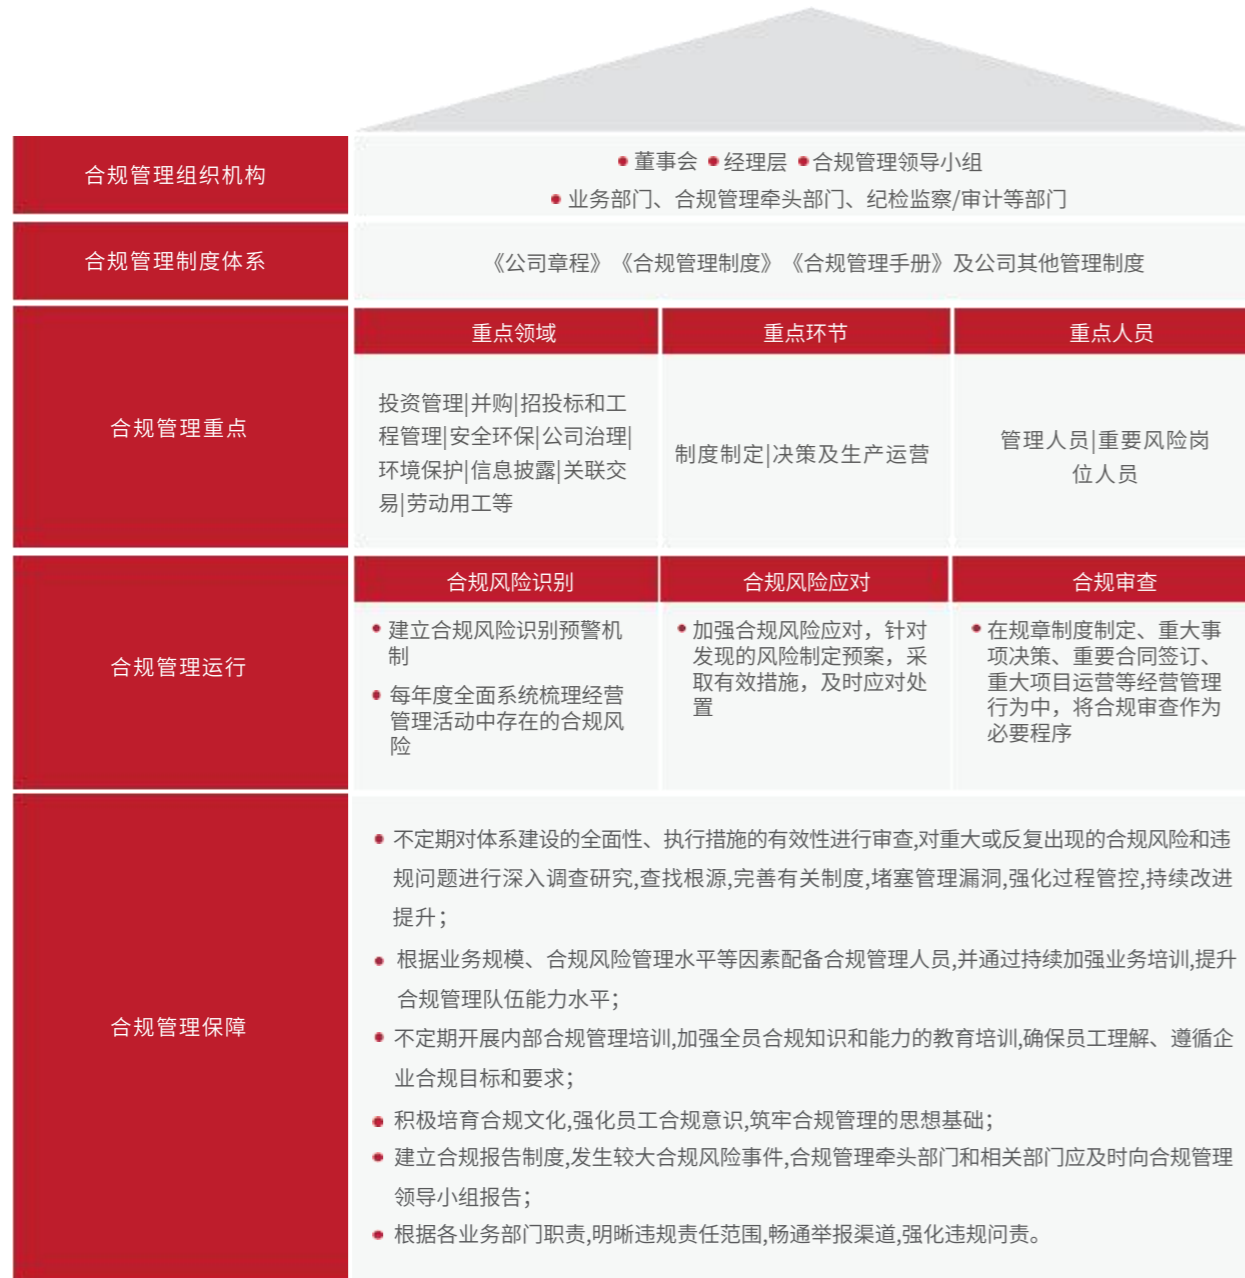 合规管理组织机构
董事会 经理层 合规管理领导小组
业务部门、合规管理牵头部门、纪检监察/审计等部门
合规管理制度体系
《公司章程》《合规管理制度》《合规管理手册》及公司其他管理制度
合规管理重点
重点领域
投资管理|并购|招投标和工
程管理|安全环保|公司治理|
环境保护|信息披露|关联交
易|劳动用工等
重点环节
制度制定|决策及生产运营
重点人员
管理人员|重要风险岗
位人员
合规管理运行
合规风险识别
建立合规风险识别预警机
制
每年度全面系统梳理经营
管理活动中存在的合规风
险
合规风险应对
加强合规风险应对，针对
发现的风险制定预案，采
取有效措施，及时应对处
置
合规审查
在规章制度制定、重大事
项决策、重要合同签订、
重大项目运营等经营管理
行为中，将合规审查作为
必要程序
合规管理保障
不定期对体系建设的全面性、执行措施的有效性进行审查,对重大或反复出现的合规风险和违
规问题进行深入调查研究,查找根源,完善有关制度,堵塞管理漏洞,强化过程管控,持续改进
提升；
根据业务规模、合规风险管理水平等因素配备合规管理人员,并通过持续加强业务培训,提升
合规管理队伍能力水平；
不定期开展内部合规管理培训,加强全员合规知识和能力的教育培训,确保员工理解、遵循企
业合规目标和要求；
积极培育合规文化,强化员工合规意识,筑牢合规管理的思想基础；
建立合规报告制度,发生较大合规风险事件,合规管理牵头部门和相关部门应及时向合规管理
领导小组报告；
根据各业务部门职责,明晰违规责任范围,畅通举报渠道,强化违规问责。